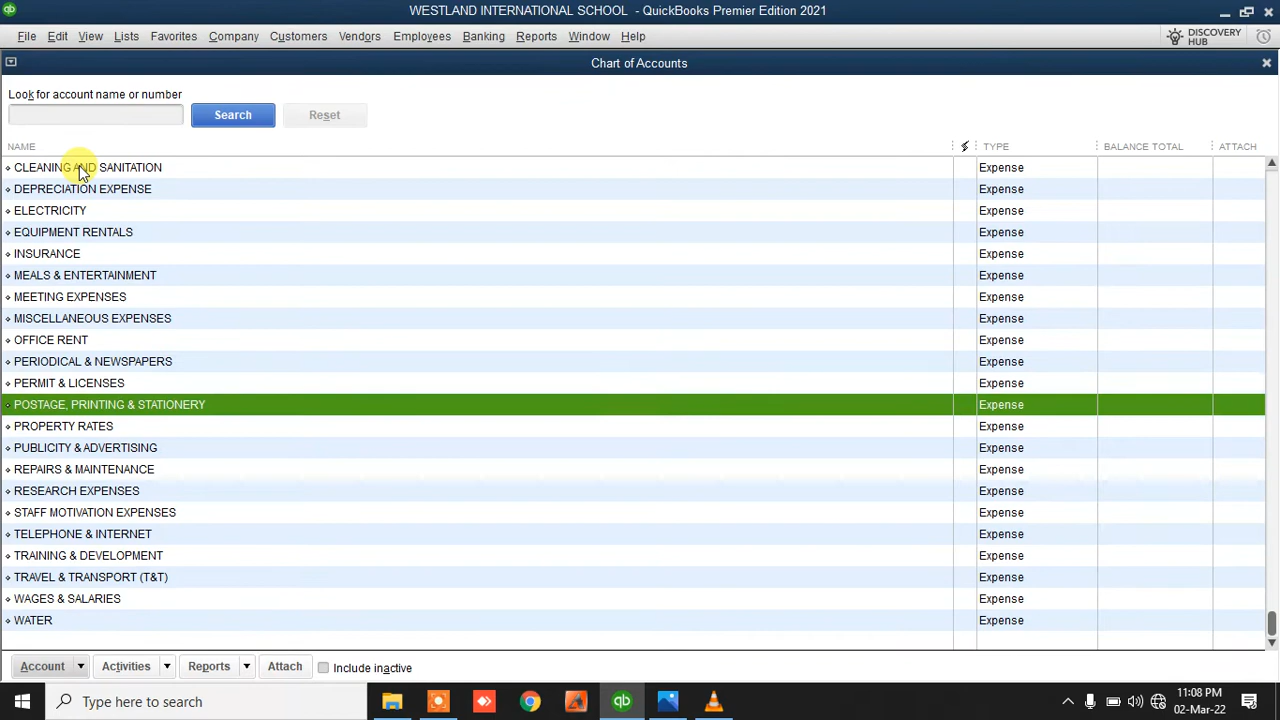 WESTLAND INTERNATIONAL SCHOOL - QuickBooks Premier Edition 2021
File Edit View Lists Favorites Company Customers Vendors Employees Banking Reports Window Help DISCOVERY HUB
Chart of Accounts
Look for account name or number
Search Reset
NAME TYPE BALANCE TOTAL ATTACH
CLEANING AND SANITATION Expense
DEPRECIATION EXPENSE Expense
ELECTRICITY Expense
EQUIPMENT RENTALS Expense
INSURANCE Expense
MEALS & ENTERTAINMENT Expense
MEETING EXPENSES Expense
MISCELLANEOUS EXPENSES Expense
OFFICE RENT Expense
PERIODICAL & NEWSPAPERS Expense
PERMIT & LICENSES Expense
POSTAGE, PRINTING & STATIONERY Expense
PROPERTY RATES Expense
PUBLICITY & ADVERTISING Expense
REPAIRS & MAINTENANCE Expense
RESEARCH EXPENSES Expense
STAFF MOTIVATION EXPENSES Expense
TELEPHONE & INTERNET Expense
TRAINING & DEVELOPMENT Expense
TRAVEL & TRANSPORT (T&T) Expense
WAGES & SALARIES Expense
WATER Expense
Account Activities Reports Attach Include inactive
Type here to search qb 11:08 PM
02-Mar-22